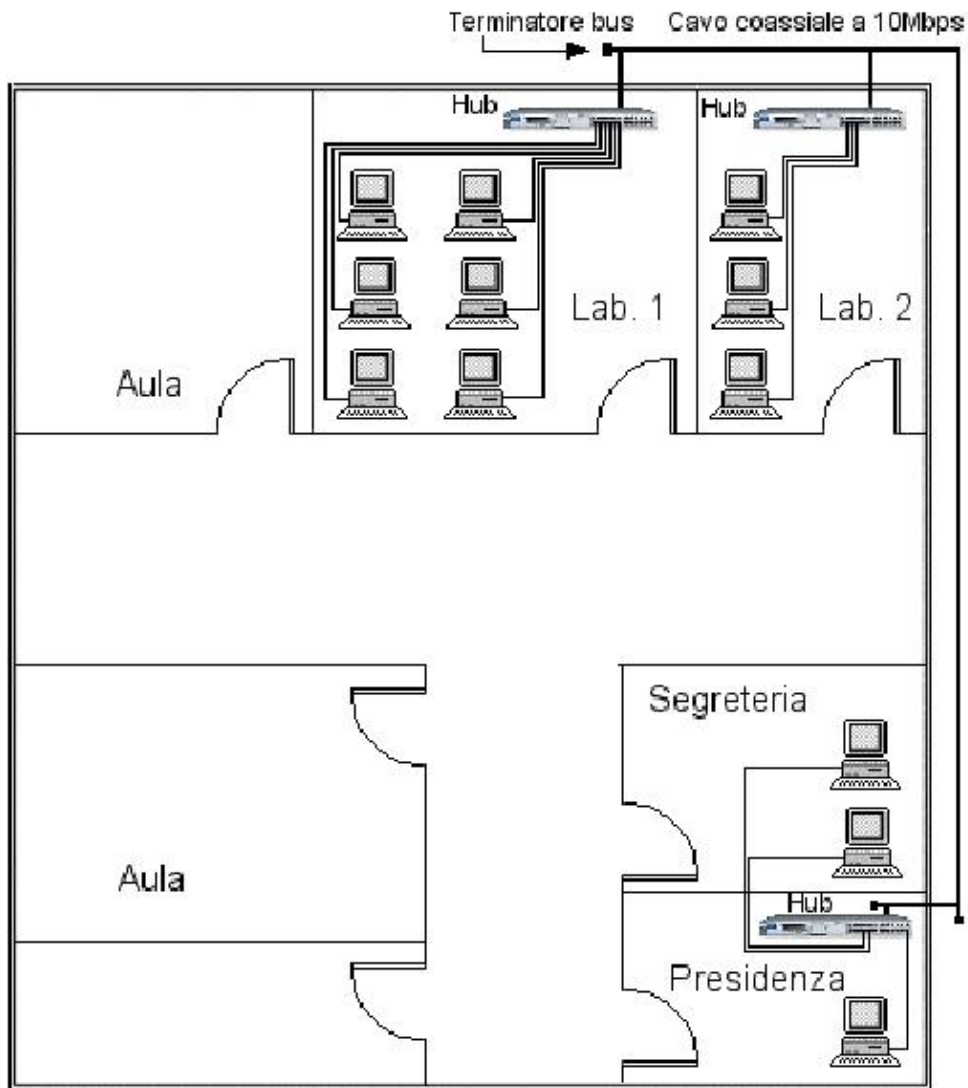 Terminatore bus
Cavo coassiale a 10Mbps
Hub
Hub
Lab. 1
Lab. 2
Aula
Segreteria
Aula
Hub
Presidenza